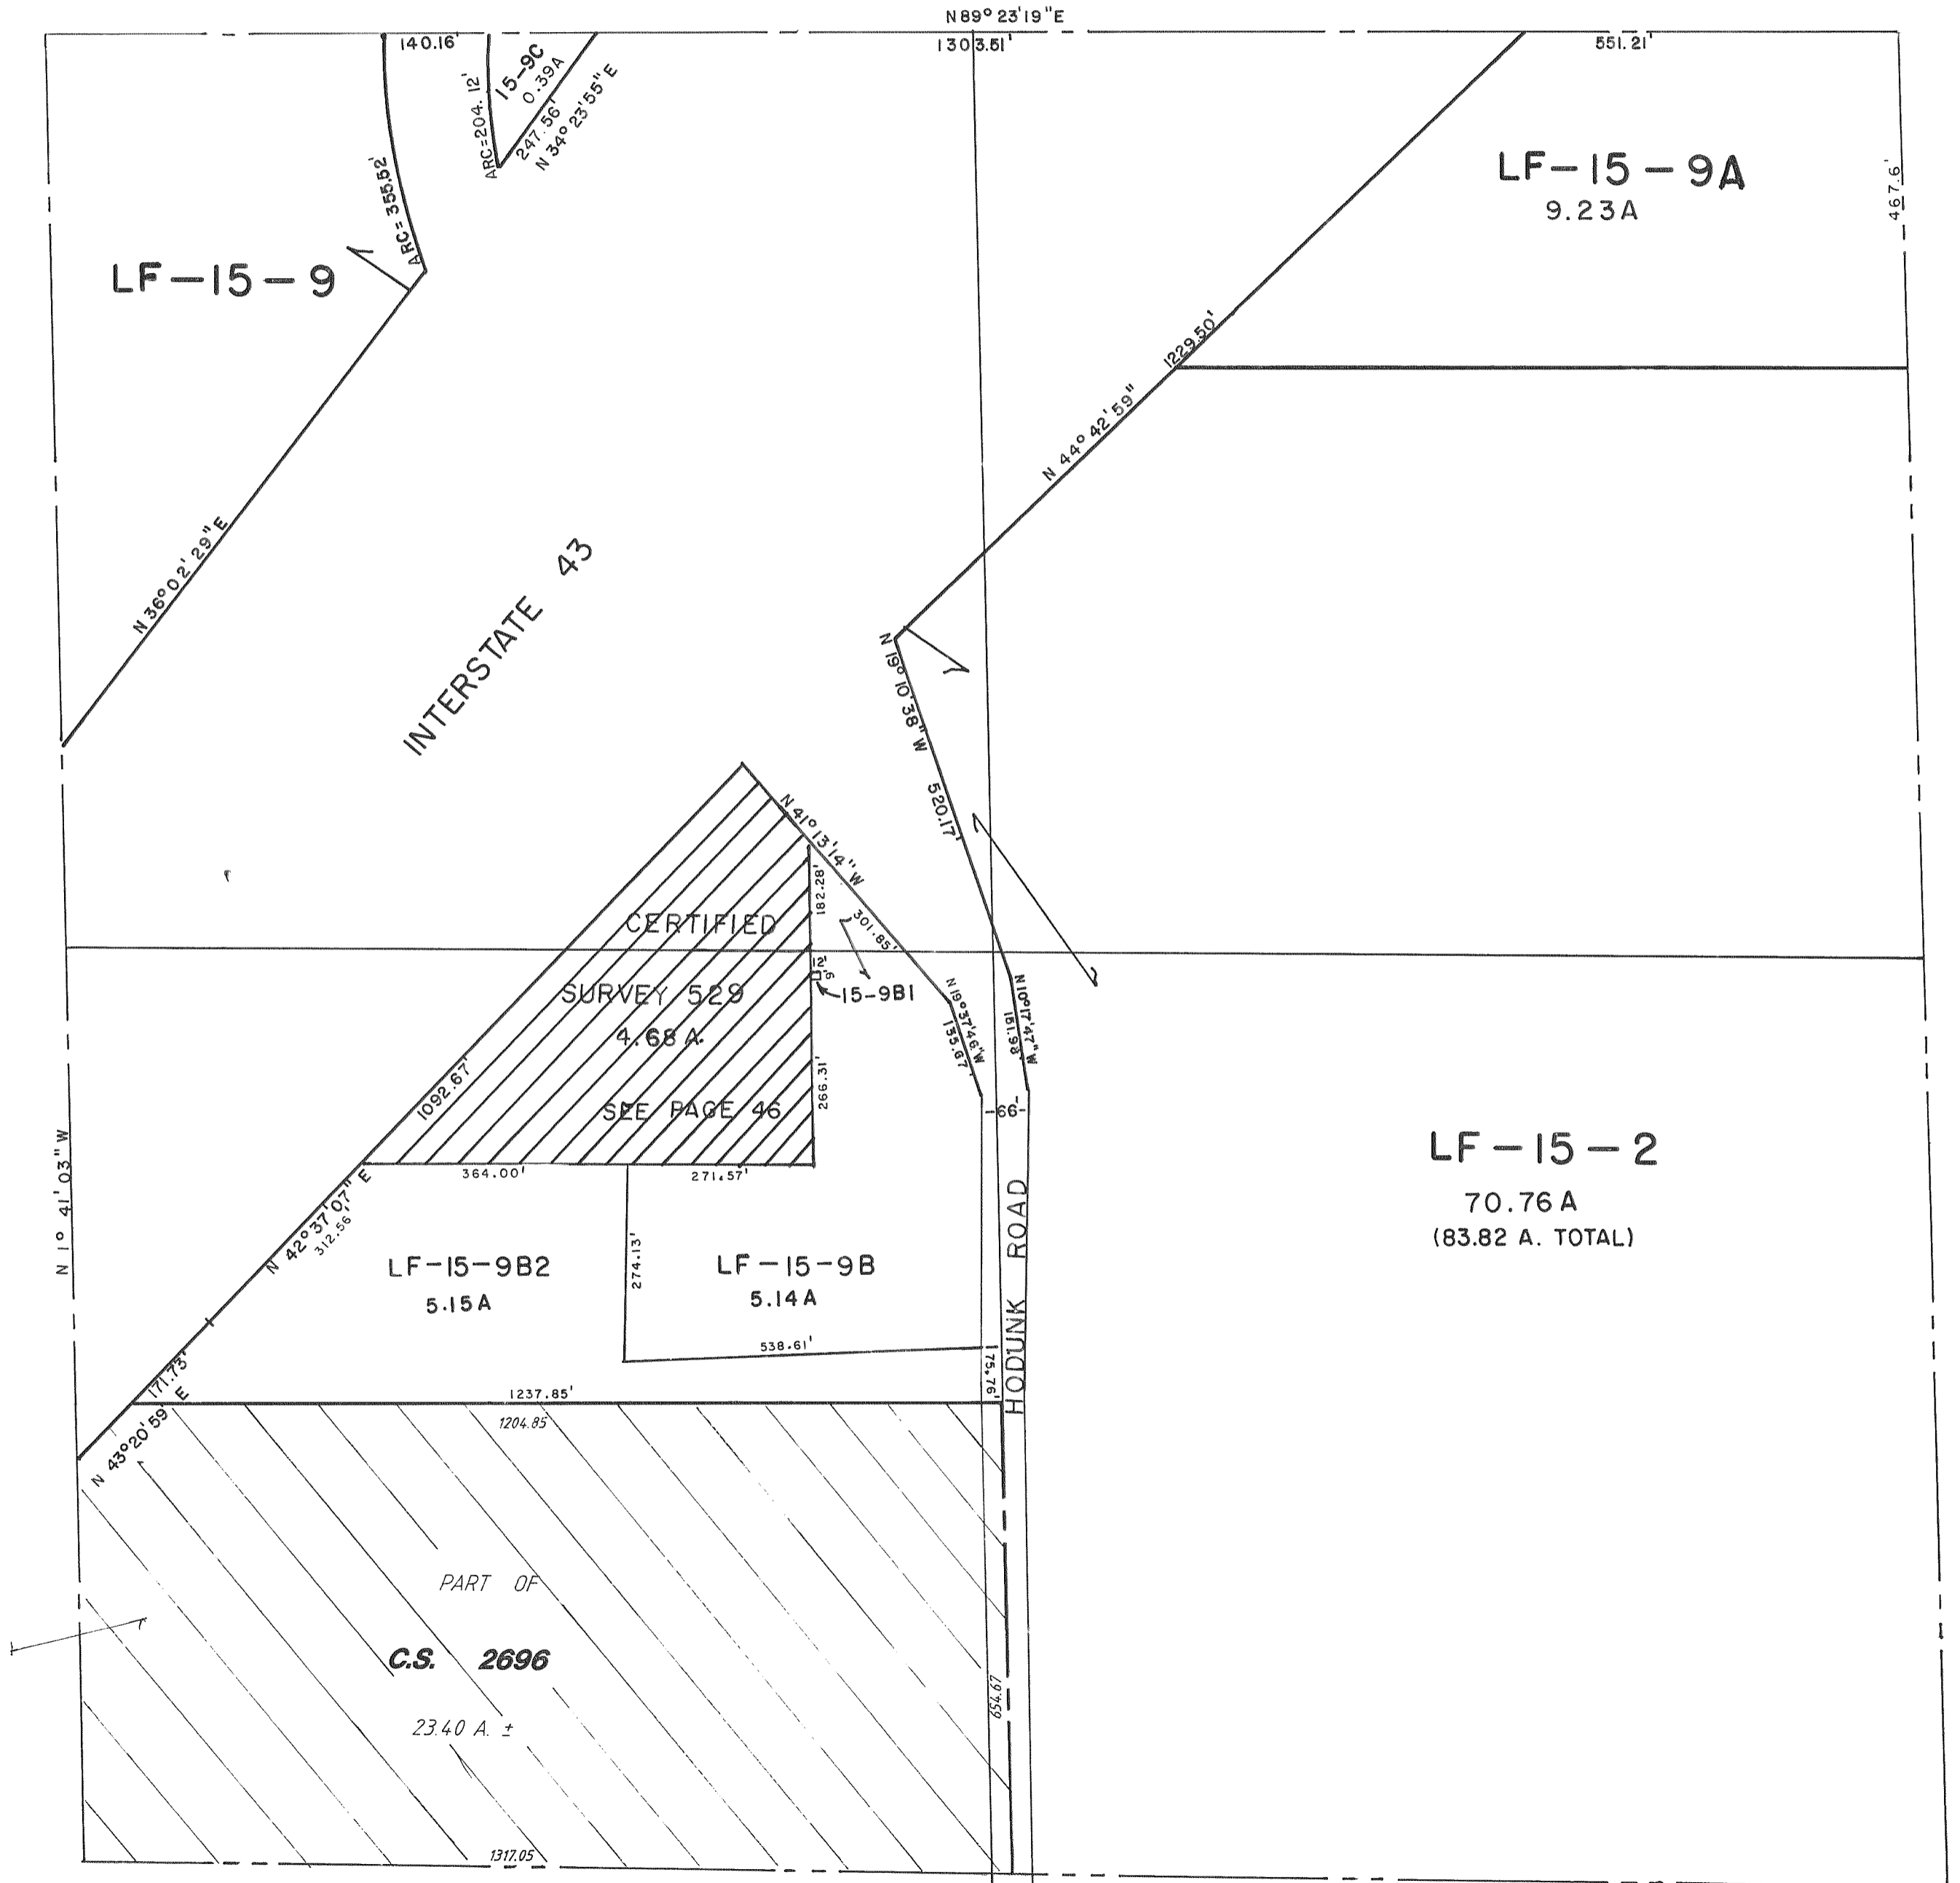 N 89° 23' 19" E
140.16'
1303.51'
551.21'
15-9C
0.39A
247.56'
N 34° 23' 55" E
ARC=204.12'
ARC= 355.52'
LF-15-9A
9.23A
467.6'
LF-15-9
1229.50'
N 44° 42' 59"
N 36° 02' 29" E
INTERSTATE 43
N 19° 10' 38" W
520.17'
N 41° 13' 14" W
301.85'
182.28'
CERTIFIED
SURVEY 529
4.68 A.
SEE PAGE 46
12'
9'
15-9B1
266.31'
N 19° 37' 49" W
N 10° 17' 47" W
151.98'
-66-
1092.67'
N 1° 41' 03" W
364.00'
271.57'
N 42° 37' 07" E
312.56'
LF-15-9B2
5.15A
274.13'
LF-15-9B
5.14A
538.61'
HODUNK ROAD
LF-15-2
70.76 A
(83.82 A. TOTAL)
171.73'
N 43° 20' 59" E
1237.85'
1204.85
175.76'
PART OF
C.S. 2696
23.40 A. ±
654.67
1317.05